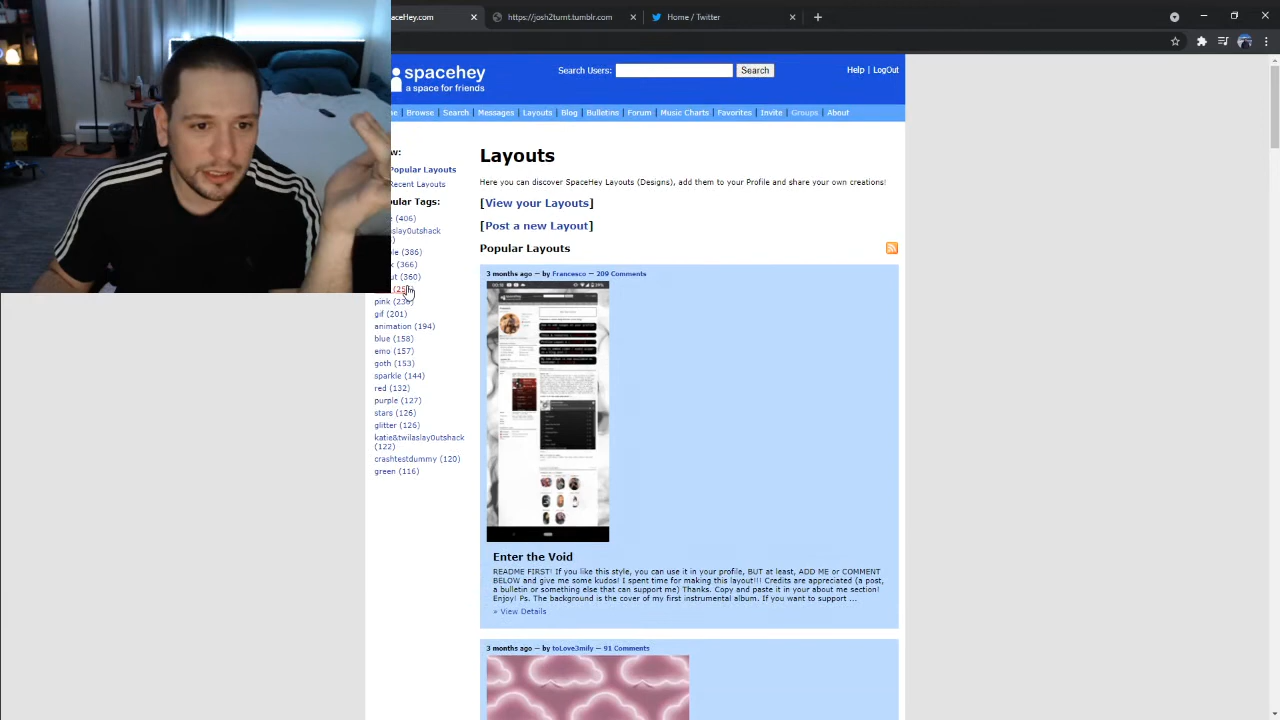 aceHey.com
https://josh2turnt.tumblr.com
Home / Twitter
spacehey
a space for friends
Search Users:
Search
Help | LogOut
Browse | Search | Messages | Layouts | Blog | Bulletins | Forum | Music Charts | Favorites | Invite | Groups | About
Popular Layouts
Recent Layouts
Tags:
(406)
(386)
(366)
(360)
pink
gif (201)
animation (194)
blue (158)
emo (157)
goth (153)
sparkle (144)
red (132)
purple (127)
stars (126)
glitter (126)
katie&twilaslay0utshack
(122)
crashtestdummy (120)
green (116)
Layouts
Here you can discover SpaceHey Layouts (Designs), add them to your Profile and share your own creations!
[View your Layouts]
[Post a new Layout]
Popular Layouts
3 months ago — by Francesco — 209 Comments
Enter the Void
README FIRST! If you like this style, you can use it in your profile, BUT at least, ADD ME or COMMENT
BELOW and give me some kudos! I spent time for making this layout!!! Credits are appreciated (a post,
a bulletin or something else that can support me) Thanks. Copy and paste it in your about me section!
Enjoy! Ps. The background is the cover of my first instrumental album. If you want to support ...
» View Details
3 months ago — by toLove3mily — 91 Comments